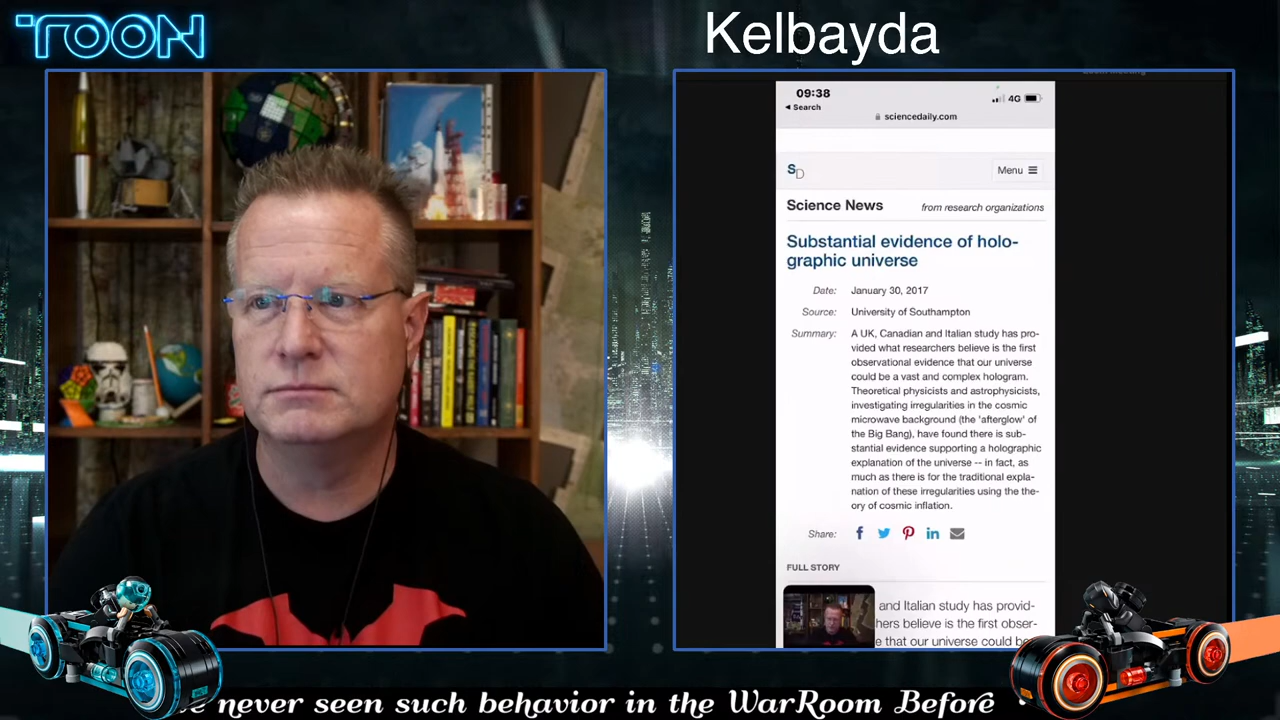 TOON
Kelbayda
09:38
4G
Search
sciencedaily.com
SD
Menu
Science News
from research organizations
Substantial evidence of holo-
graphic universe
Date: January 30, 2017
Source: University of Southampton
Summary: A UK, Canadian and Italian study has pro-
vided what researchers believe is the first
observational evidence that our universe
could be a vast and complex hologram.
Theoretical physicists and astrophysicists,
investigating irregularities in the cosmic
microwave background (the 'afterglow' of
the Big Bang), have found there is sub-
stantial evidence supporting a holographic
explanation of the universe -- in fact, as
much as there is for the traditional expla-
nation of these irregularities using the the-
ory of cosmic inflation.
Share:
FULL STORY
and Italian study has provid-
hers believe is the first obser-
e that our universe could be
never seen such behavior in the WarRoom Before